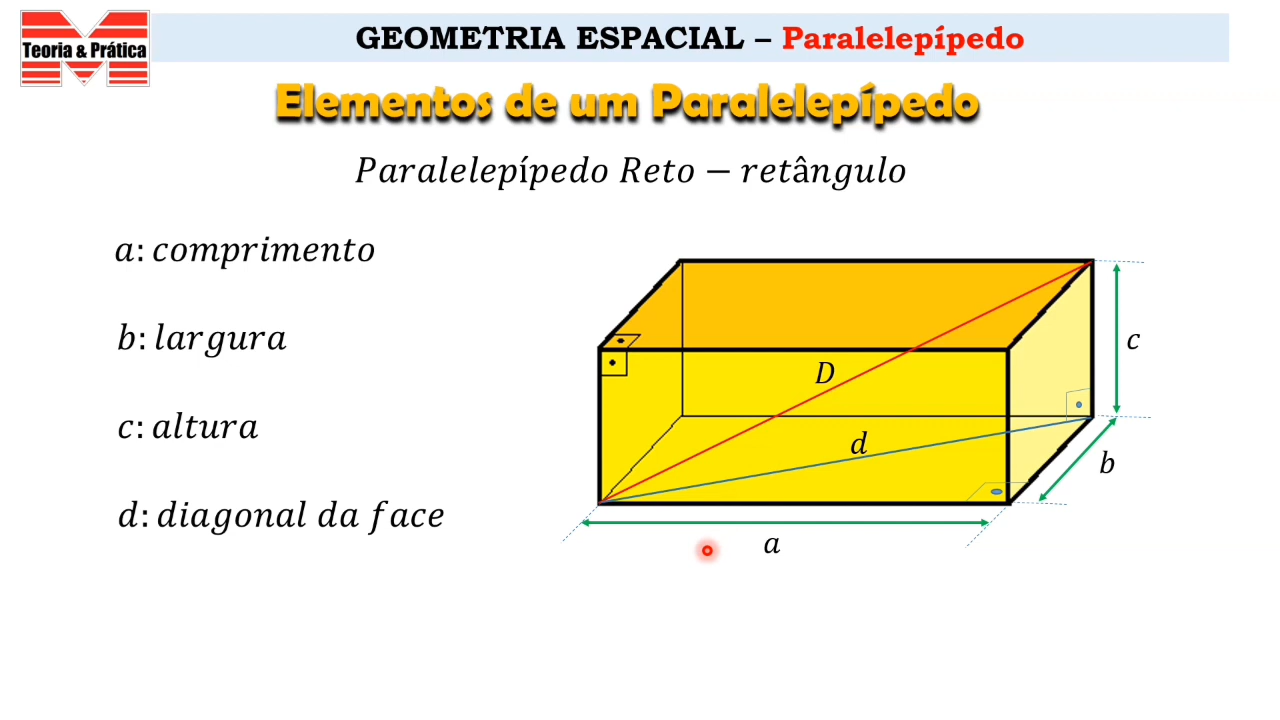 Teoria & Prática
GEOMETRIA ESPACIAL – Paralelepípedo
Elementos de um Paralelepípedo
Paralelepípedo Reto − retângulo
a: comprimento
b: largura
c: altura
d: diagonal da face
D
d
c
b
a